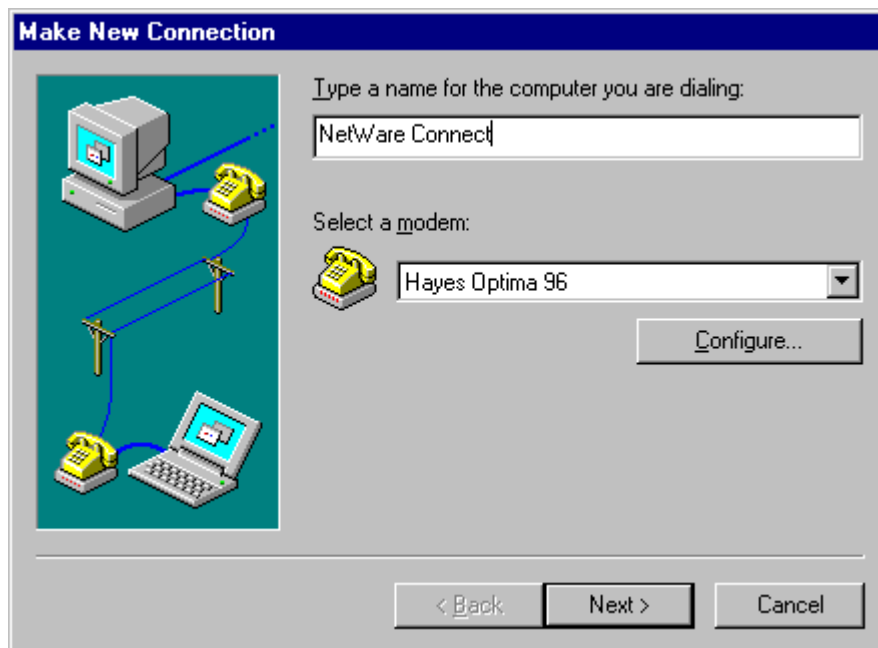 Make New Connection
Type a name for the computer you are dialing:
NetWare Connect
Select a modem:
Hayes Optima 96
Configure...
< Back
Next >
Cancel